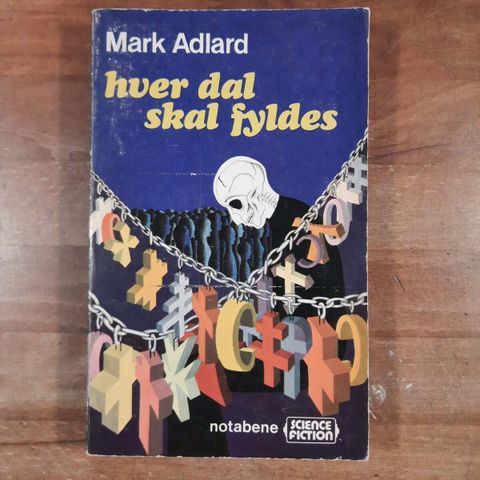 Mark Adlard
hver dal
skal fyldes
notabene
SCIENCE
FICTION